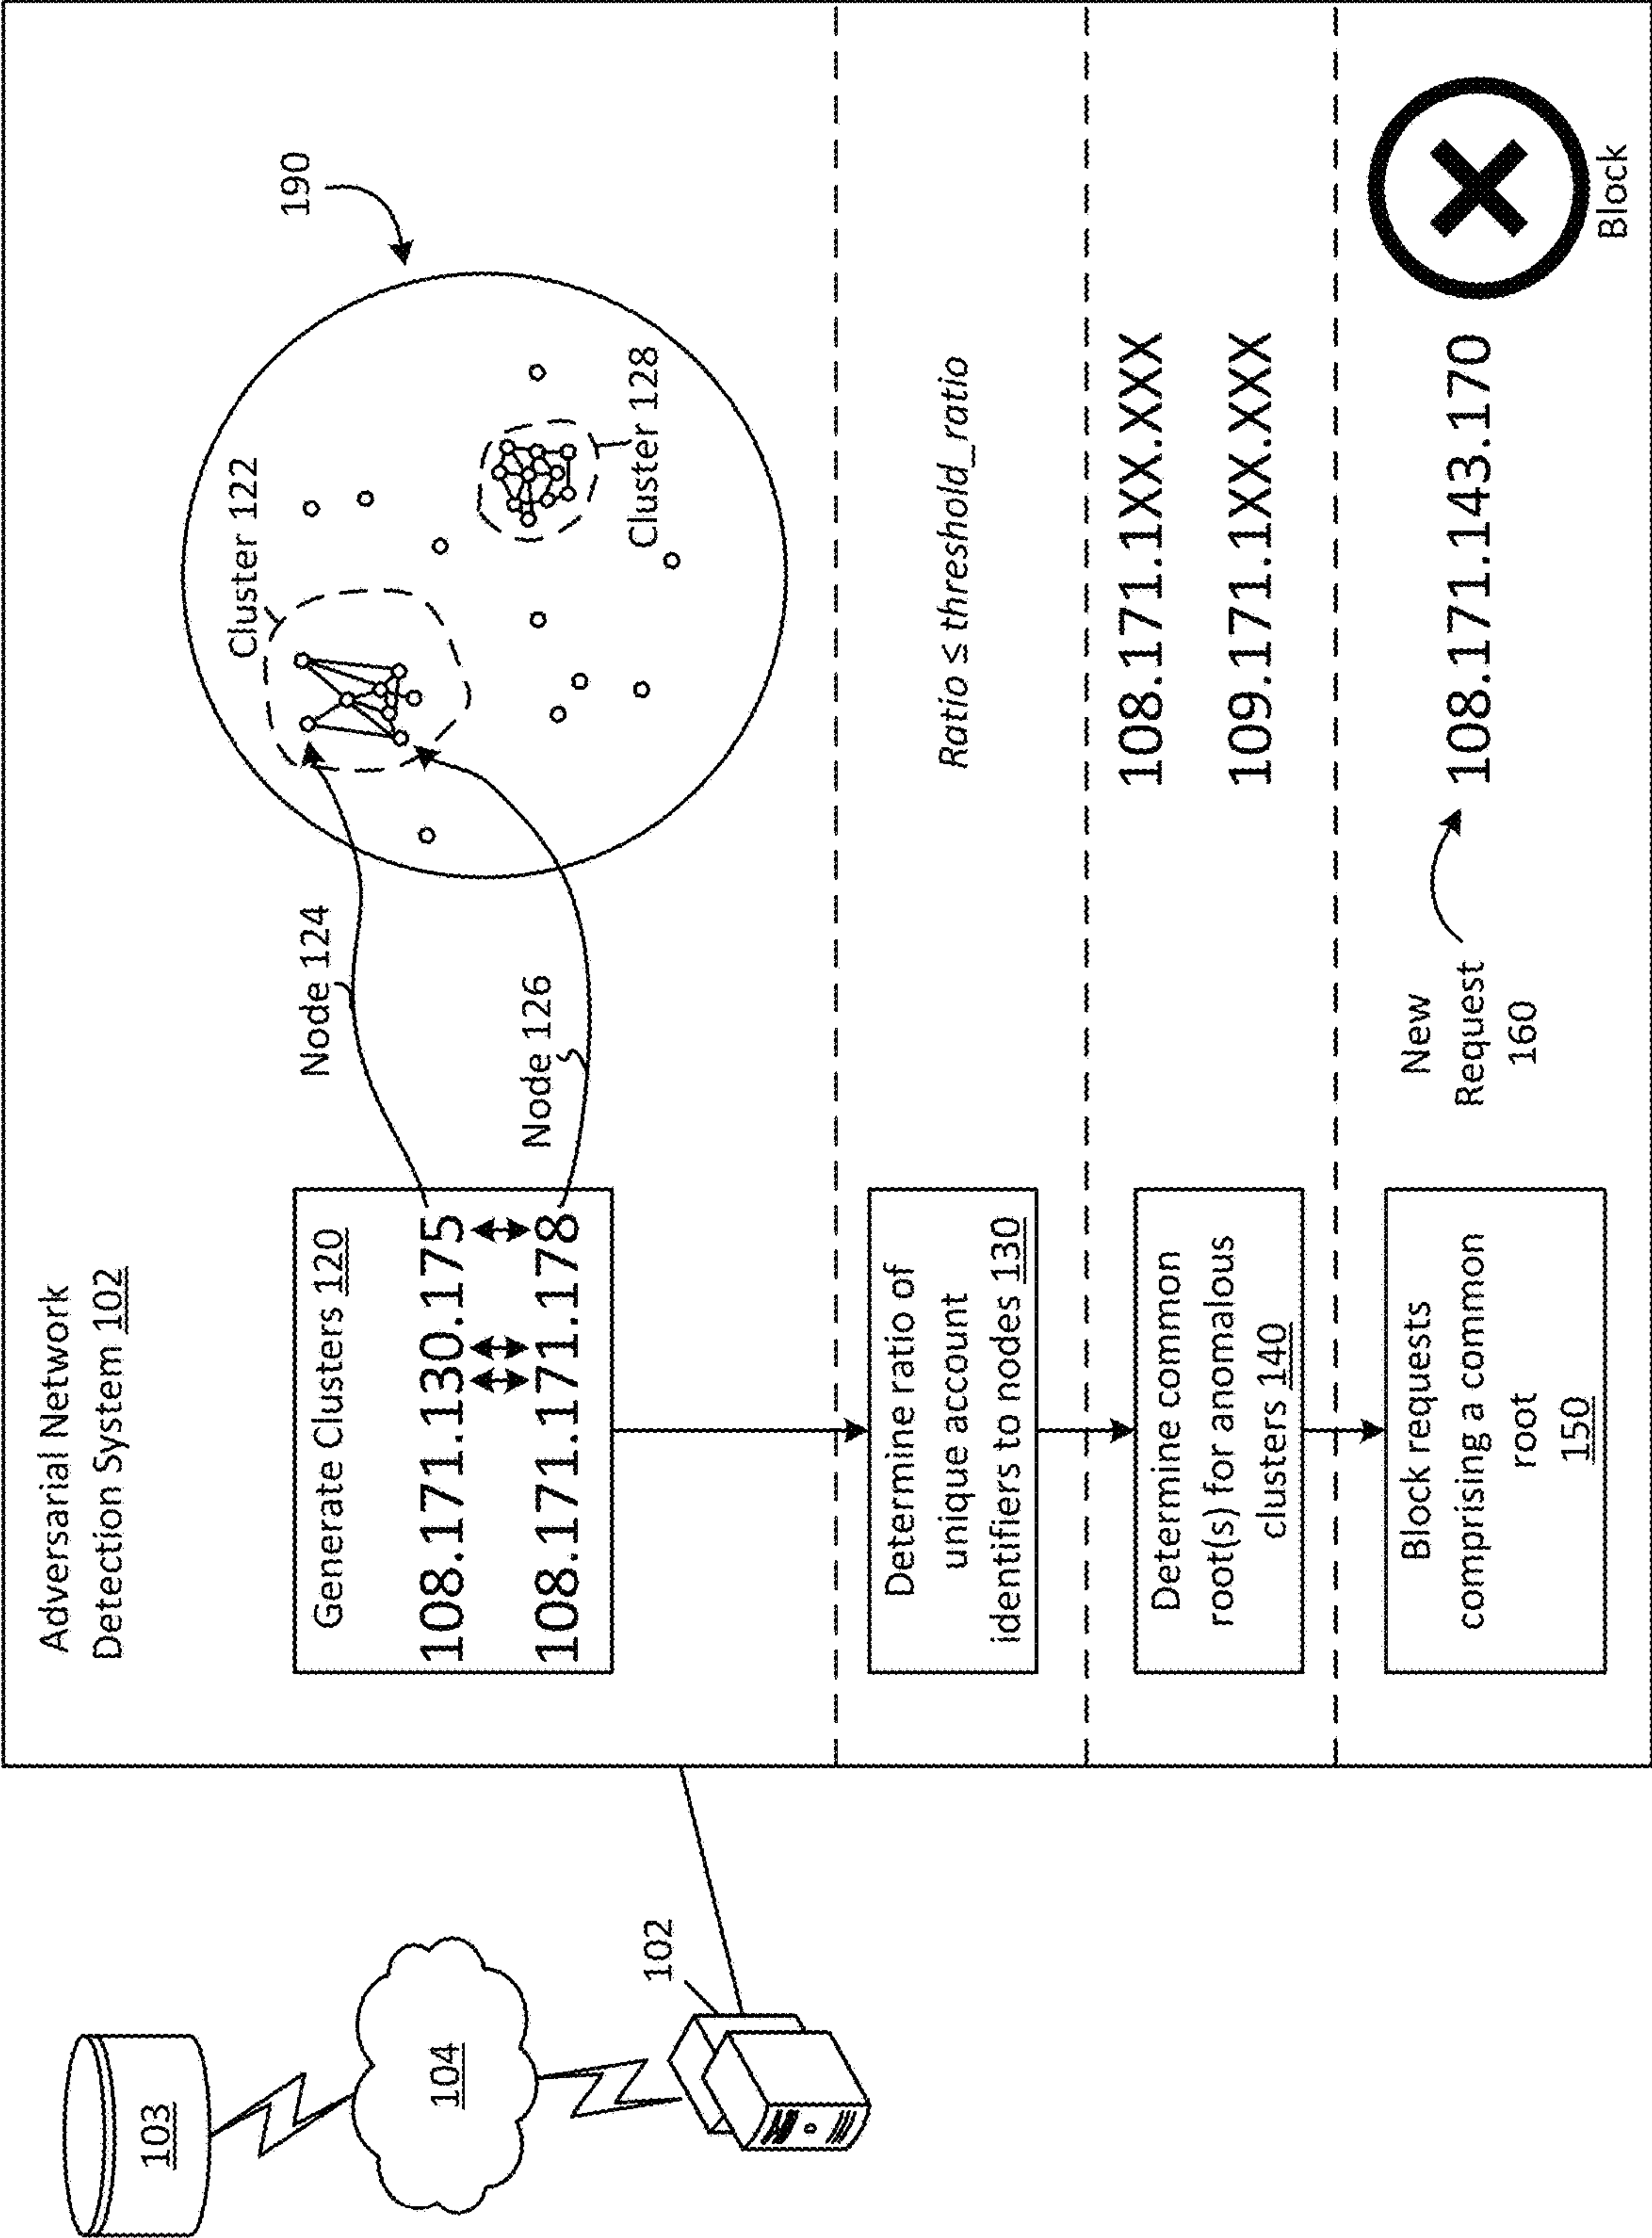 Adversarial Network
Detection System 102
Generate Clusters 120
108.171.130.175
108.171.171.178
Node 124
Node 126
Cluster 122
Cluster 128
190
Determine ratio of
unique account
identifiers to nodes 130
Ratio ≤ threshold_ratio
Determine common
root(s) for anomalous
clusters 140
108.171.1XX.XXX
109.171.1XX.XXX
Block requests
comprising a common
root
150
New
Request
160
108.171.143.170
Block
103
104
102